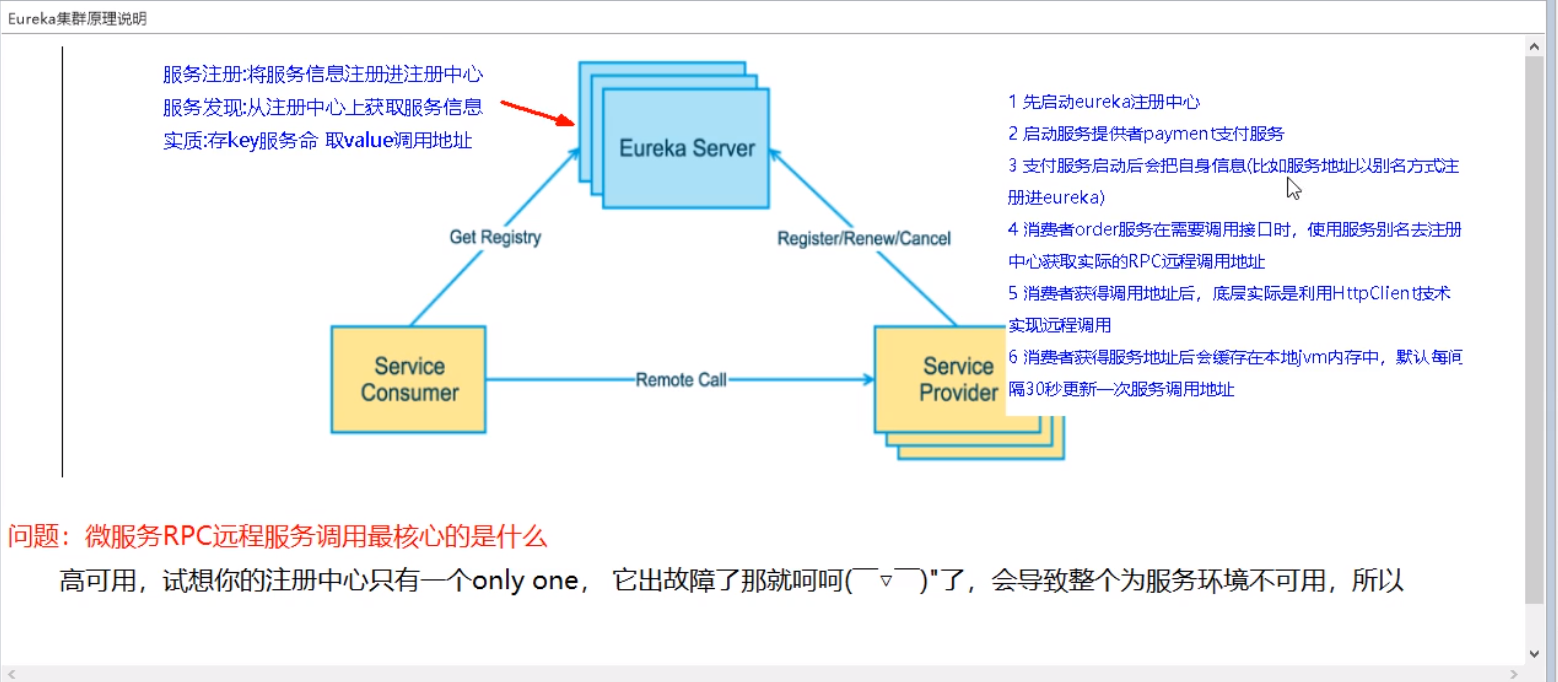 Eureka集群原理说明
服务注册:将服务信息注册进注册中心
服务发现:从注册中心上获取服务信息
实质:存key服务命 取value调用地址
Eureka Server
Get Registry
Register/Renew/Cancel
Service
Consumer
Remote Call
Service
Provider
1 先启动eureka注册中心
2 启动服务提供者payment支付服务
3 支付服务启动后会把自身信息(比如服务地址以别名方式注
册进eureka)
4 消费者order服务在需要调用接口时，使用服务别名去注册
中心获取实际的RPC远程调用地址
5 消费者获得调用地址后，底层实际是利用HttpClient技术
实现远程调用
6 消费者获得服务地址后会缓存在本地jvm内存中，默认每间
隔30秒更新一次服务调用地址
问题：微服务RPC远程服务调用最核心的是什么
高可用，试想你的注册中心只有一个only one， 它出故障了那就呵呵(￣▽￣)"了，会导致整个为服务环境不可用，所以